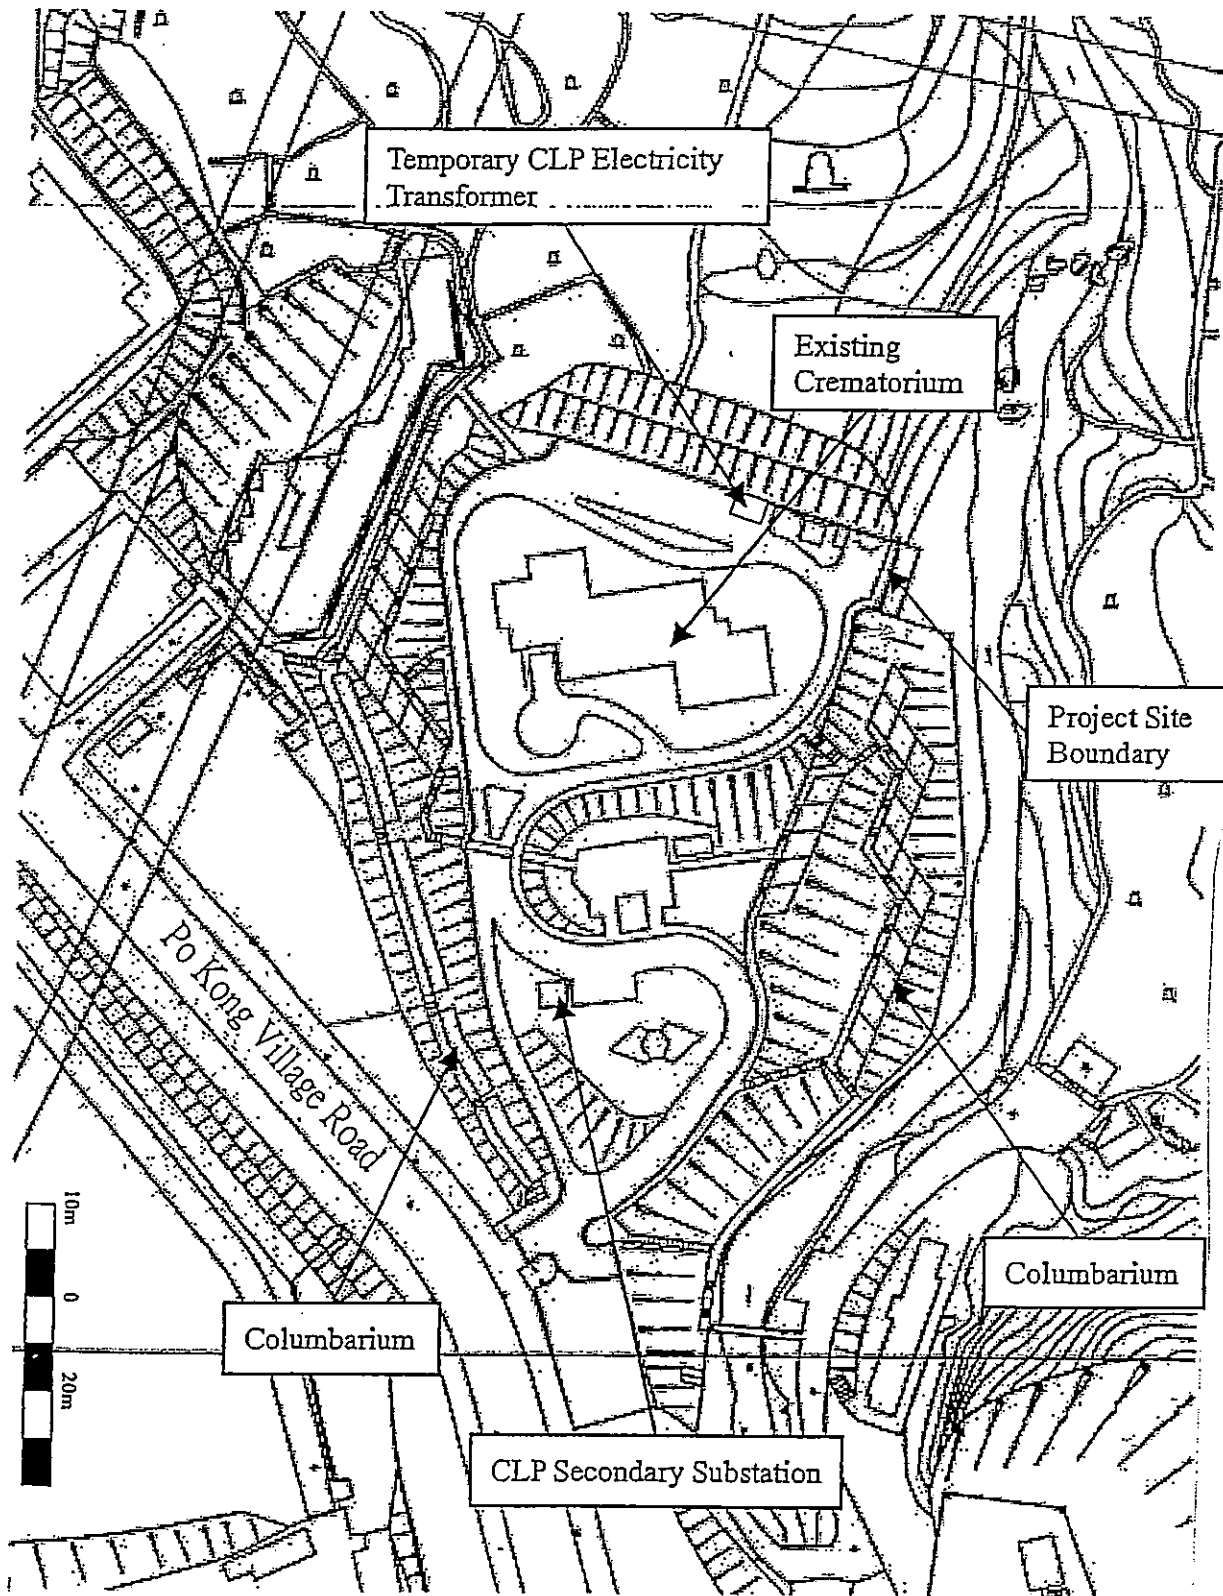 Temporary CLP Electricity
Transformer
Existing
Crematorium
Project Site
Boundary
Po Kong Village Road
10m
0
20m
Columbarium
Columbarium
CLP Secondary Substation